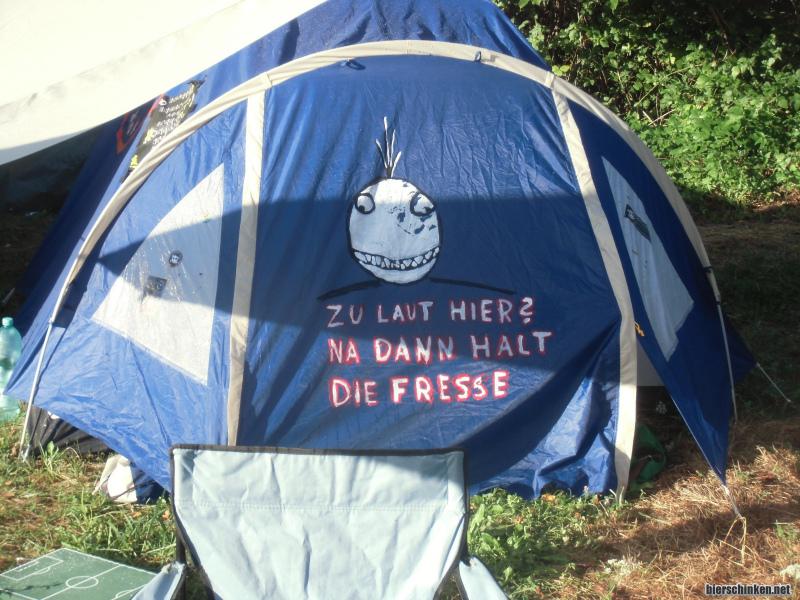 ZU LAUT HIER?
NA DANN HALT
DIE FRESSE
bierschinken.net